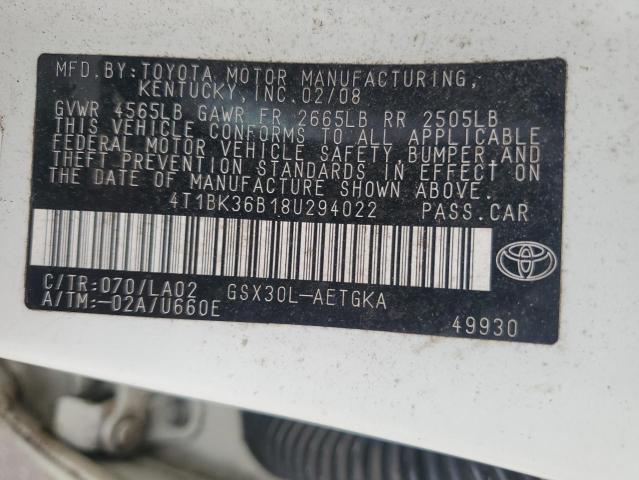 MFD.BY:TOYOTA MOTOR MANUFACTURING,
KENTUCKY, INC. 02/08
GVWR 4565LB GAWR FR 2665LB RR 2505LB
THIS VEHICLE CONFORMS TO ALL APPLICABLE
FEDERAL MOTOR VEHICLE SAFETY,BUMPER,AND
THEFT PREVENTION STANDARDS IN EFFECT ON
THE DATE OF MANUFACTURE SHOWN ABOVE.
4T1BK36B18U294022 PASS.CAR
C/TR:070/LA02 GSX30L-AETGKA
A/TM:-02A/U660E
49930